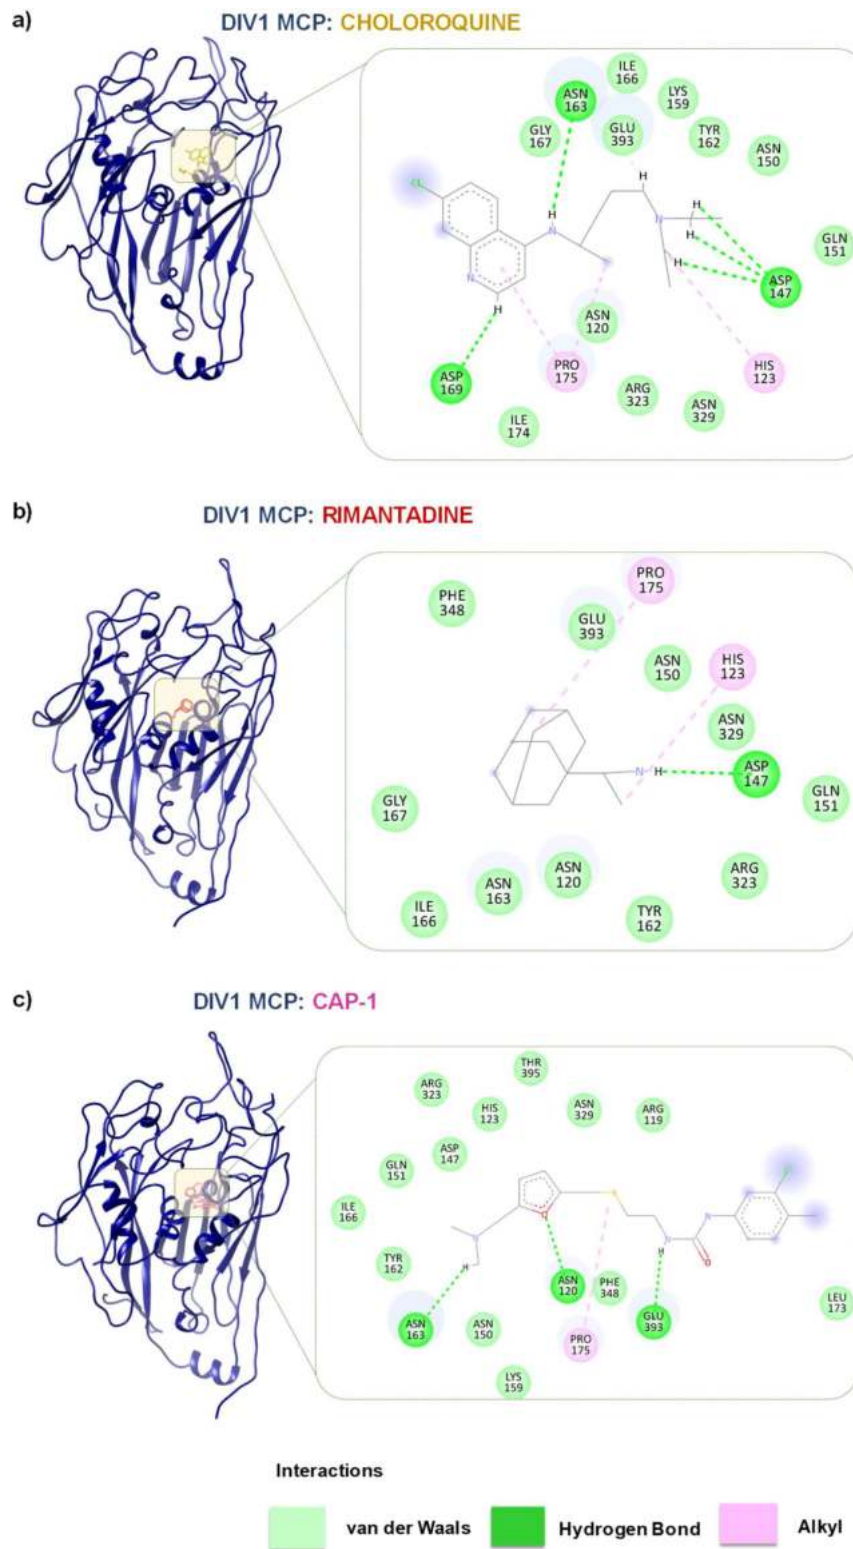 a)
DIV1 MCP: CHOLOROQUINE
ILE
166
ASN
163
LYS
159
GLY
167
GLU
393
TYR
162
ASN
150
Cl
H
H
N
N
H
H
GLN
151
H
N
ASP
147
H
ASN
120
ASP
169
PRO
175
HIS
123
ARG
323
ASN
329
ILE
174
b)
DIV1 MCP: RIMANTADINE
PRO
175
PHE
348
GLU
393
ASN
150
HIS
123
ASN
329
NH
H
ASP
147
GLN
151
GLY
167
ASN
163
ASN
120
ARG
323
ILE
166
TYR
162
c)
DIV1 MCP: CAP-1
THR
395
ARG
323
HIS
123
ASN
329
ARG
119
ASP
147
GLN
151
Cl
S
ILE
166
O
N
N
N
H
H
O
TYR
162
ASN
120
PHE
348
LEU
173
ASN
163
ASN
150
PRO
175
GLU
393
LYS
159
Interactions
van der Waals
Hydrogen Bond
Alkyl